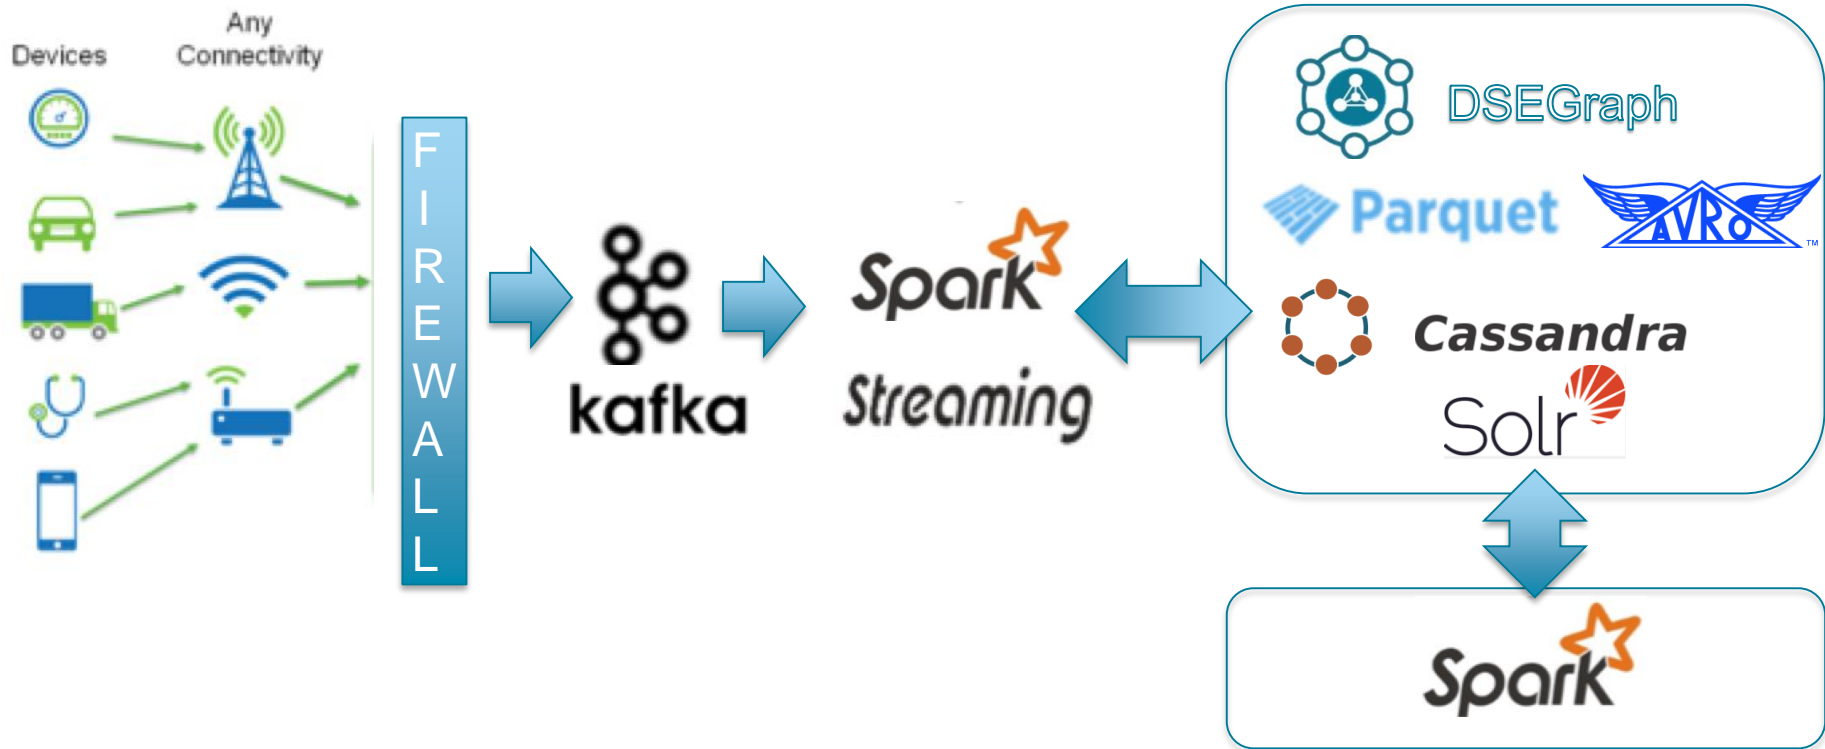 Devices
Any
Connectivity
F
I
R
E
W
A
L
L
kafka
Spark
Streaming
DSEGraph
Parquet
AVRO ™
Cassandra
Solr
Spark